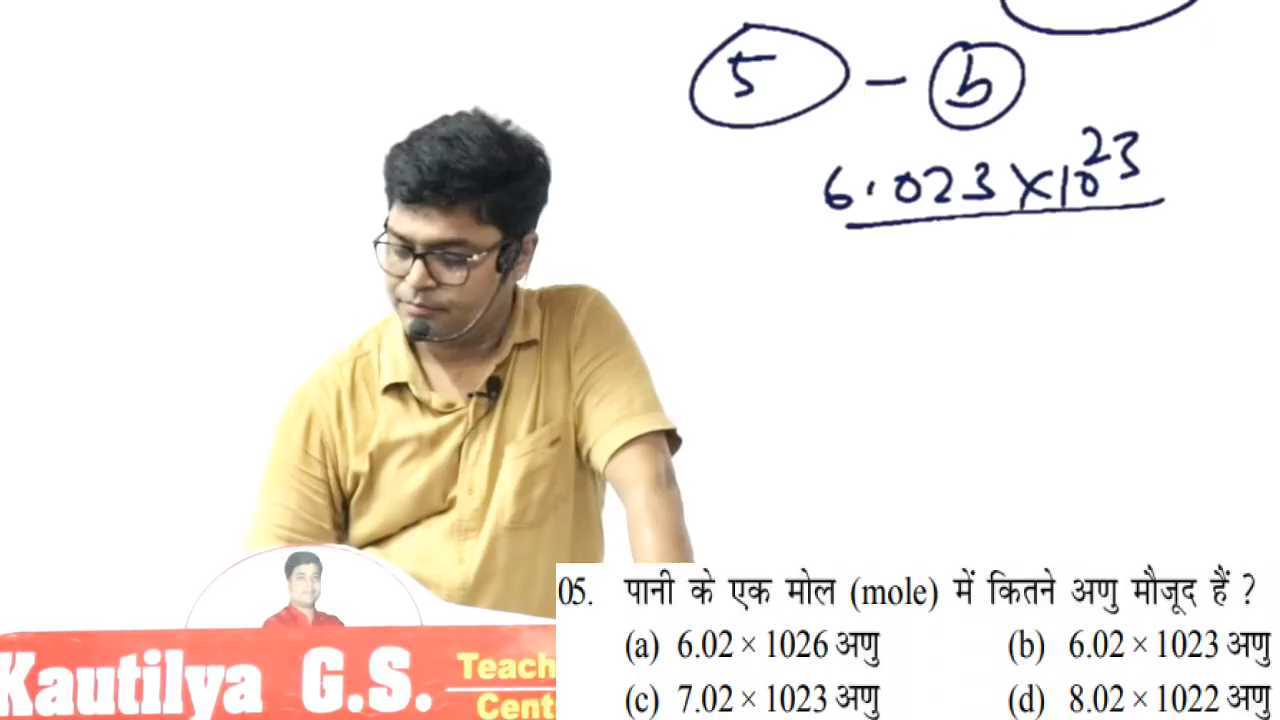 5 – b
6.023 × 10²³
Kautilya G.S. Teach
Cent
05. पानी के एक मोल (mole) में कितने अणु मौजूद हैं ?
(a) 6.02 × 1026 अणु (b) 6.02 × 1023 अणु
(c) 7.02 × 1023 अणु (d) 8.02 × 1022 अणु